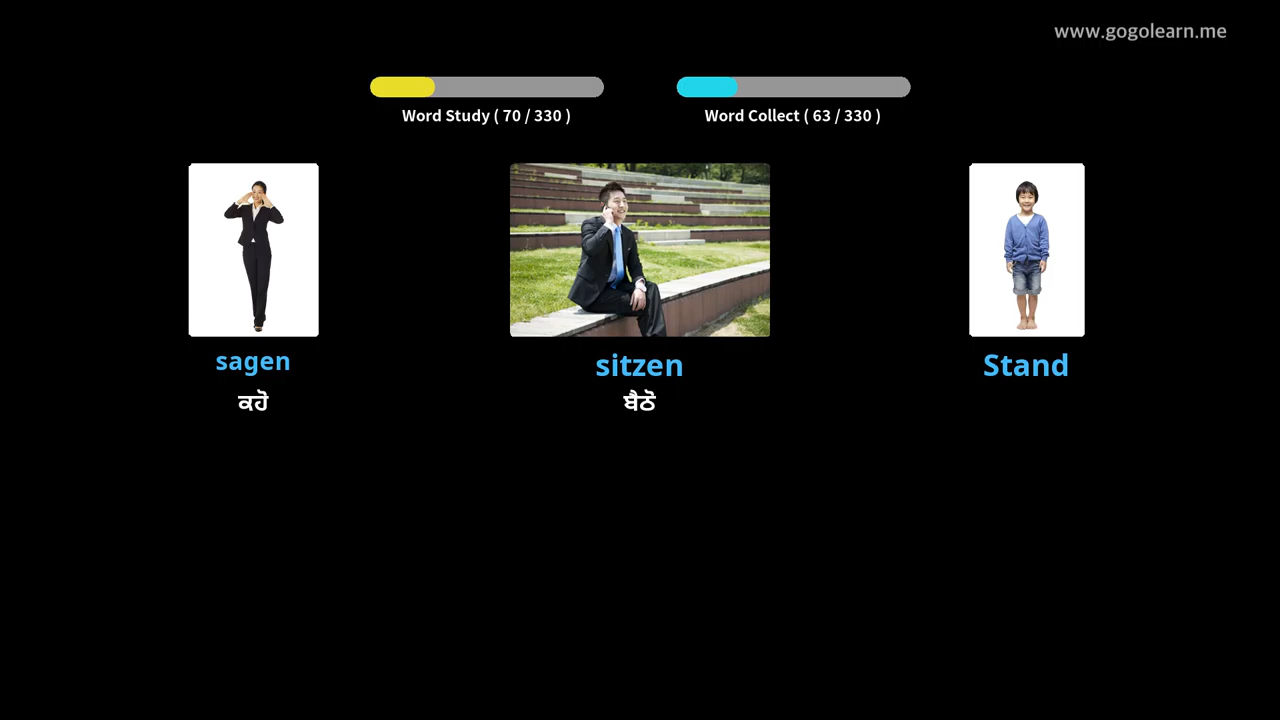 www.gogolearn.me
Word Study ( 70 / 330 )
Word Collect ( 63 / 330 )
sagen
sitzen
Stand
ਕਹੋ
ਬੈਠੋ